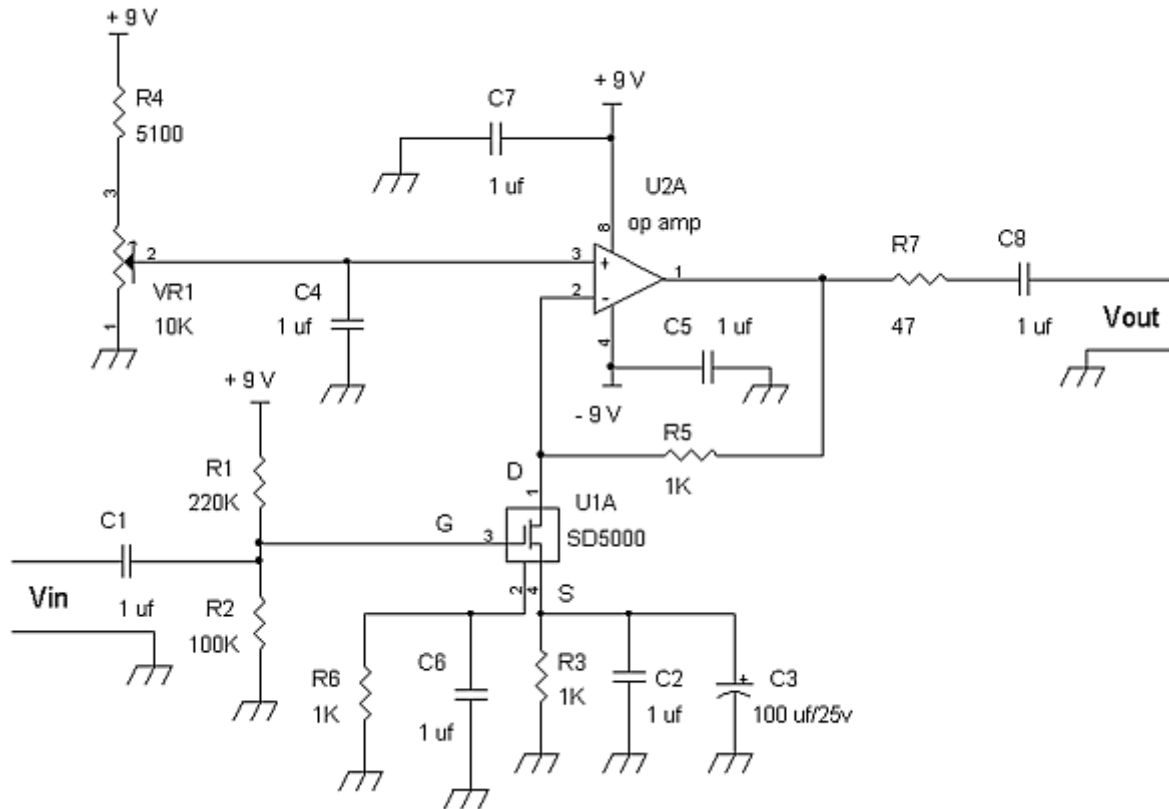 + 9 V
R4
5100
3
2
VR1
10K
1
C4
1 uf
C7
1 uf
+ 9 V
8
U2A
op amp
3
+
2
-
1
4
- 9 V
C5
1 uf
R7
47
C8
1 uf
Vout
R5
1K
+ 9 V
R1
220K
C1
1 uf
Vin
R2
100K
G
3
D
1
U1A
SD5000
2
4
S
R6
1K
C6
1 uf
R3
1K
C2
1 uf
+
C3
100 uf/25v